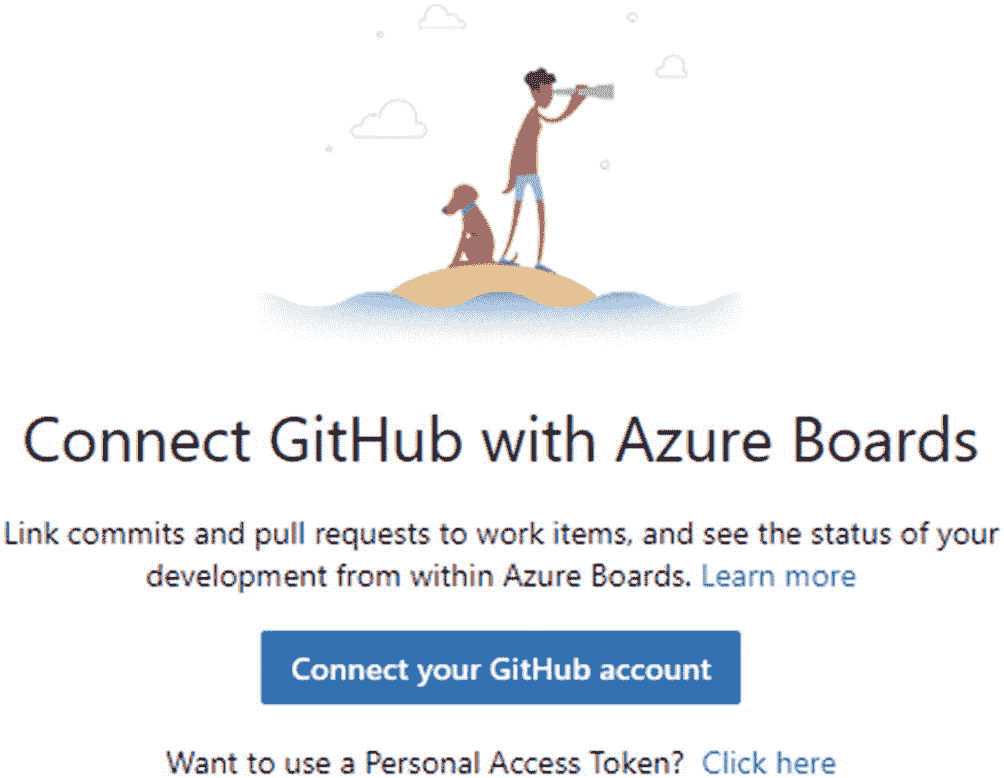 Connect GitHub with Azure Boards
Link commits and pull requests to work items, and see the status of your
development from within Azure Boards. Learn more
Connect your GitHub account
Want to use a Personal Access Token? Click here